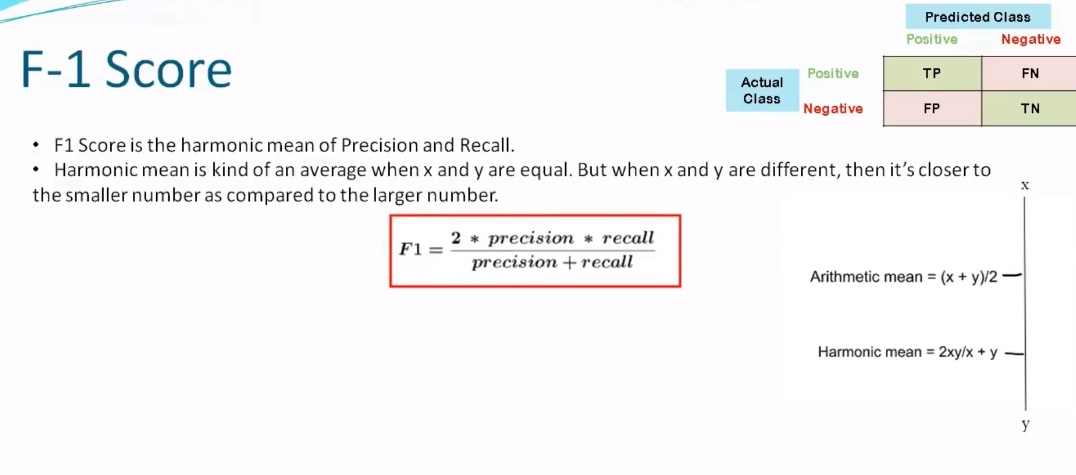 F-1 Score
Predicted Class
Positive Negative
Actual Class
Positive TP FN
Negative FP TN
• F1 Score is the harmonic mean of Precision and Recall.
• Harmonic mean is kind of an average when x and y are equal. But when x and y are different, then it’s closer to
the smaller number as compared to the larger number.
F1 = 2 * precision * recall
precision + recall
x
Arithmetic mean = (x + y)/2
Harmonic mean = 2xy/x + y
y